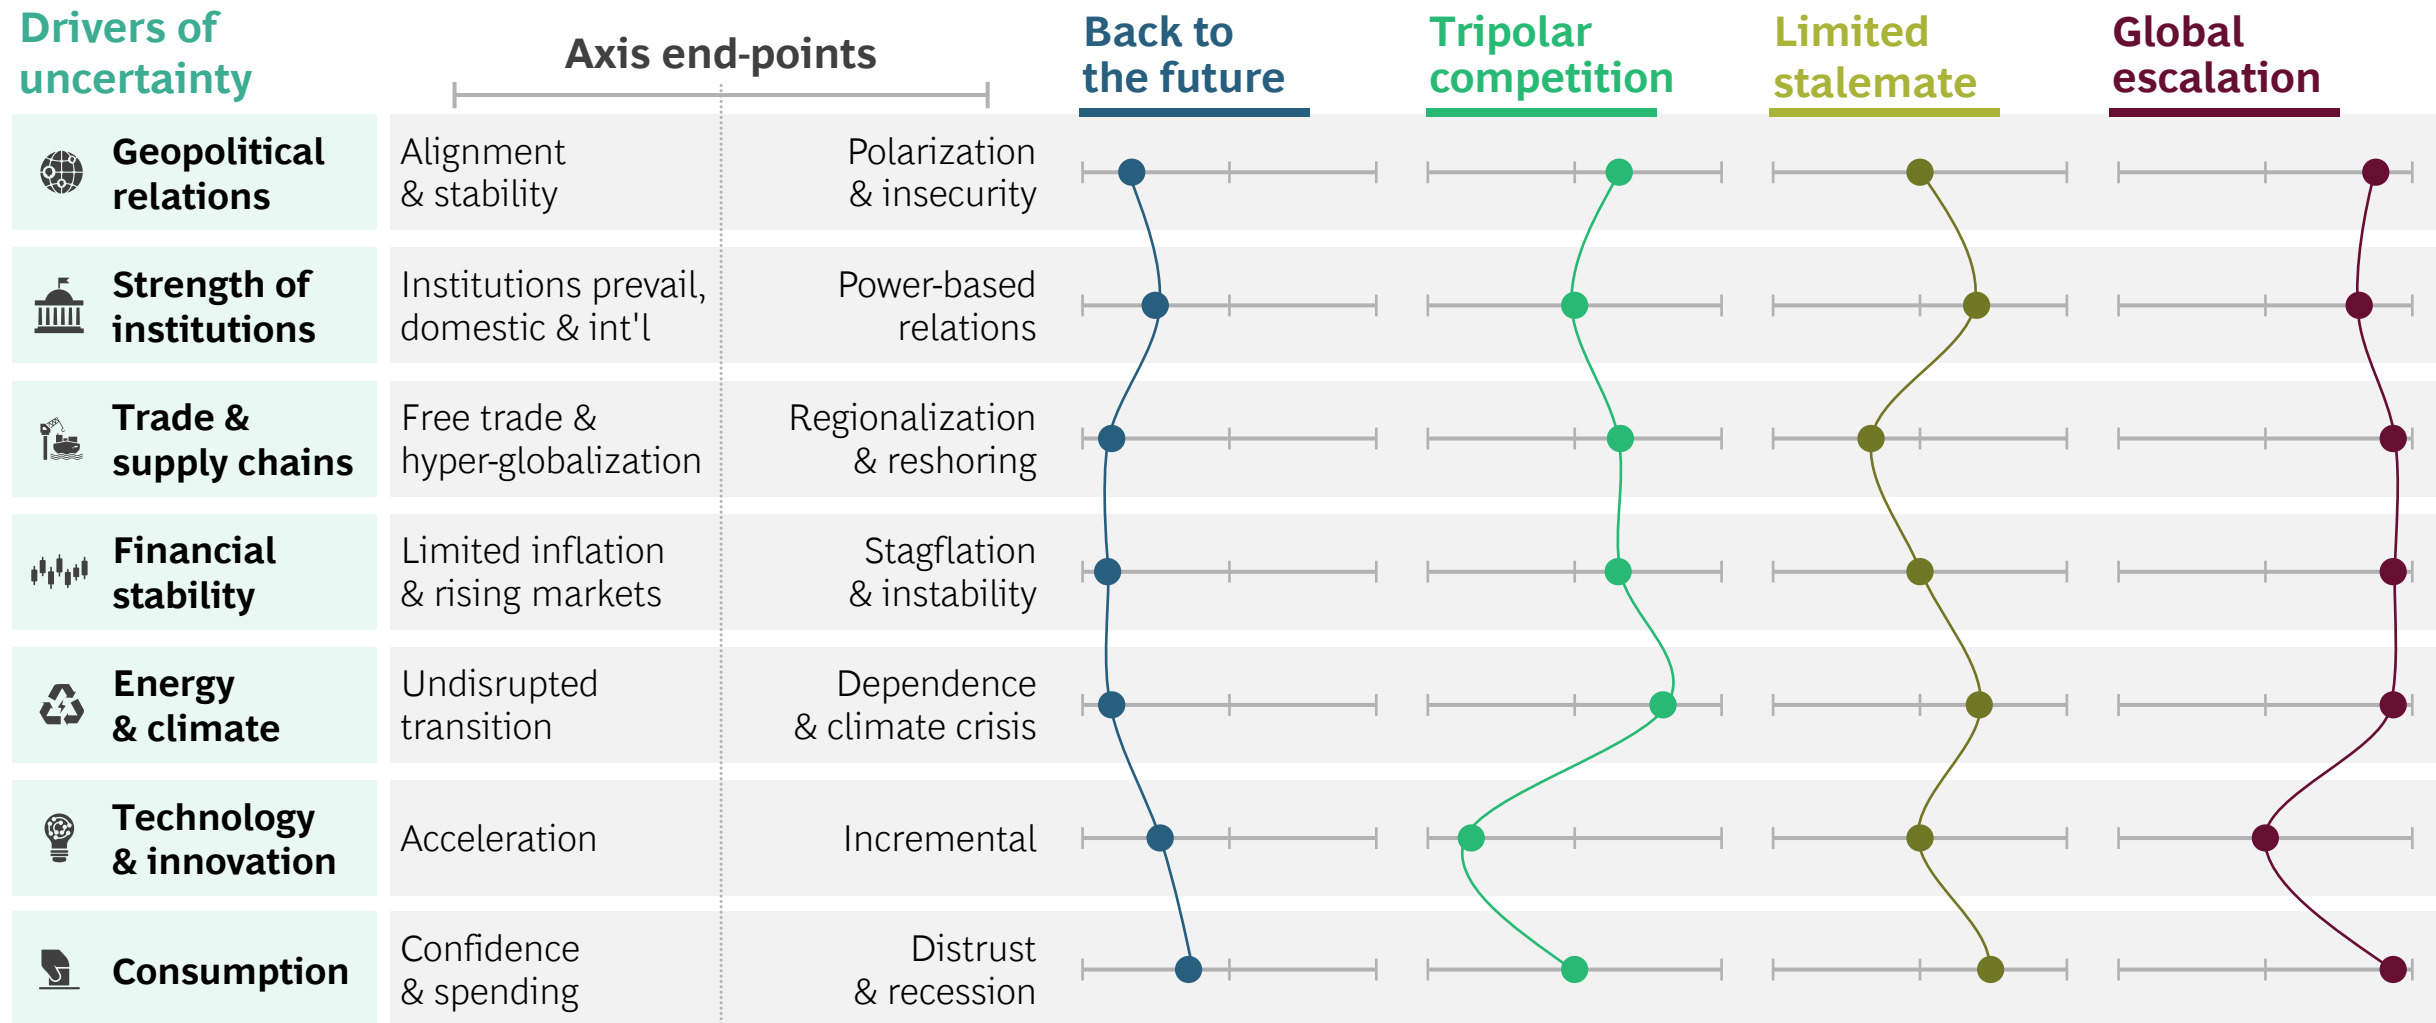 Drivers of
uncertainty
Axis end-points
Back to
the future
Tripolar
competition
Limited
stalemate
Global
escalation
Geopolitical
relations
Alignment
& stability
Polarization
& insecurity
Strength of
institutions
Institutions prevail,
domestic & int'l
Power-based
relations
Trade &
supply chains
Free trade &
hyper-globalization
Regionalization
& reshoring
Financial
stability
Limited inflation
& rising markets
Stagflation
& instability
Energy
& climate
Undisrupted
transition
Dependence
& climate crisis
Technology
& innovation
Acceleration
Incremental
Consumption
Confidence
& spending
Distrust
& recession